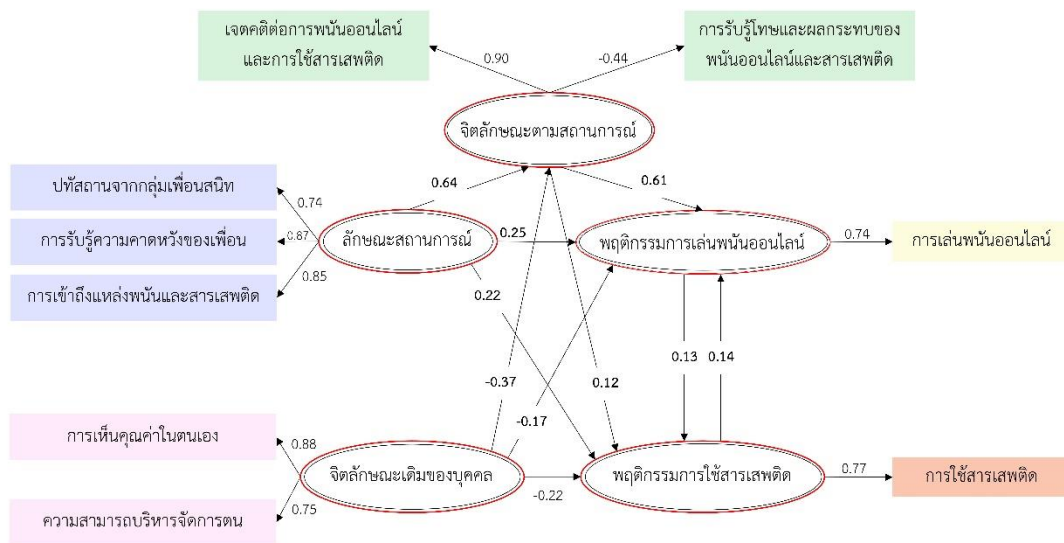 เจตคติต่อการพนันออนไลน์
และการใช้สารเสพติด
การรับรู้โทษและผลกระทบของ
พนันออนไลน์และสารเสพติด
0.90
-0.44
จิตลักษณะตามสถานการณ์
ปทัสถานจากกลุ่มเพื่อนสนิท
0.74
0.64
0.61
การรับรู้ความคาดหวังของเพื่อน
0.87
ลักษณะสถานการณ์
0.25
พฤติกรรมการเล่นพนันออนไลน์
0.74
การเล่นพนันออนไลน์
การเข้าถึงแหล่งพนันและสารเสพติด
0.85
0.22
0.13
0.14
-0.37
0.12
-0.17
การเห็นคุณค่าในตนเอง
0.88
จิตลักษณะเดิมของบุคคล
-0.22
พฤติกรรมการใช้สารเสพติด
0.77
การใช้สารเสพติด
ความสามารถบริหารจัดการตน
0.75